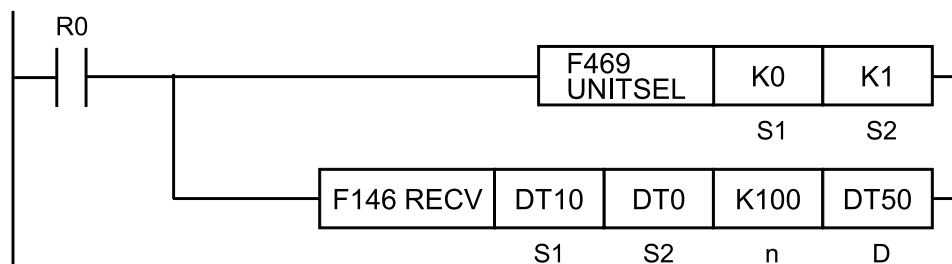 R0
F469 UNITSEL K0 K1
S1 S2
F146 RECV DT10 DT0 K100 DT50
S1 S2 n D